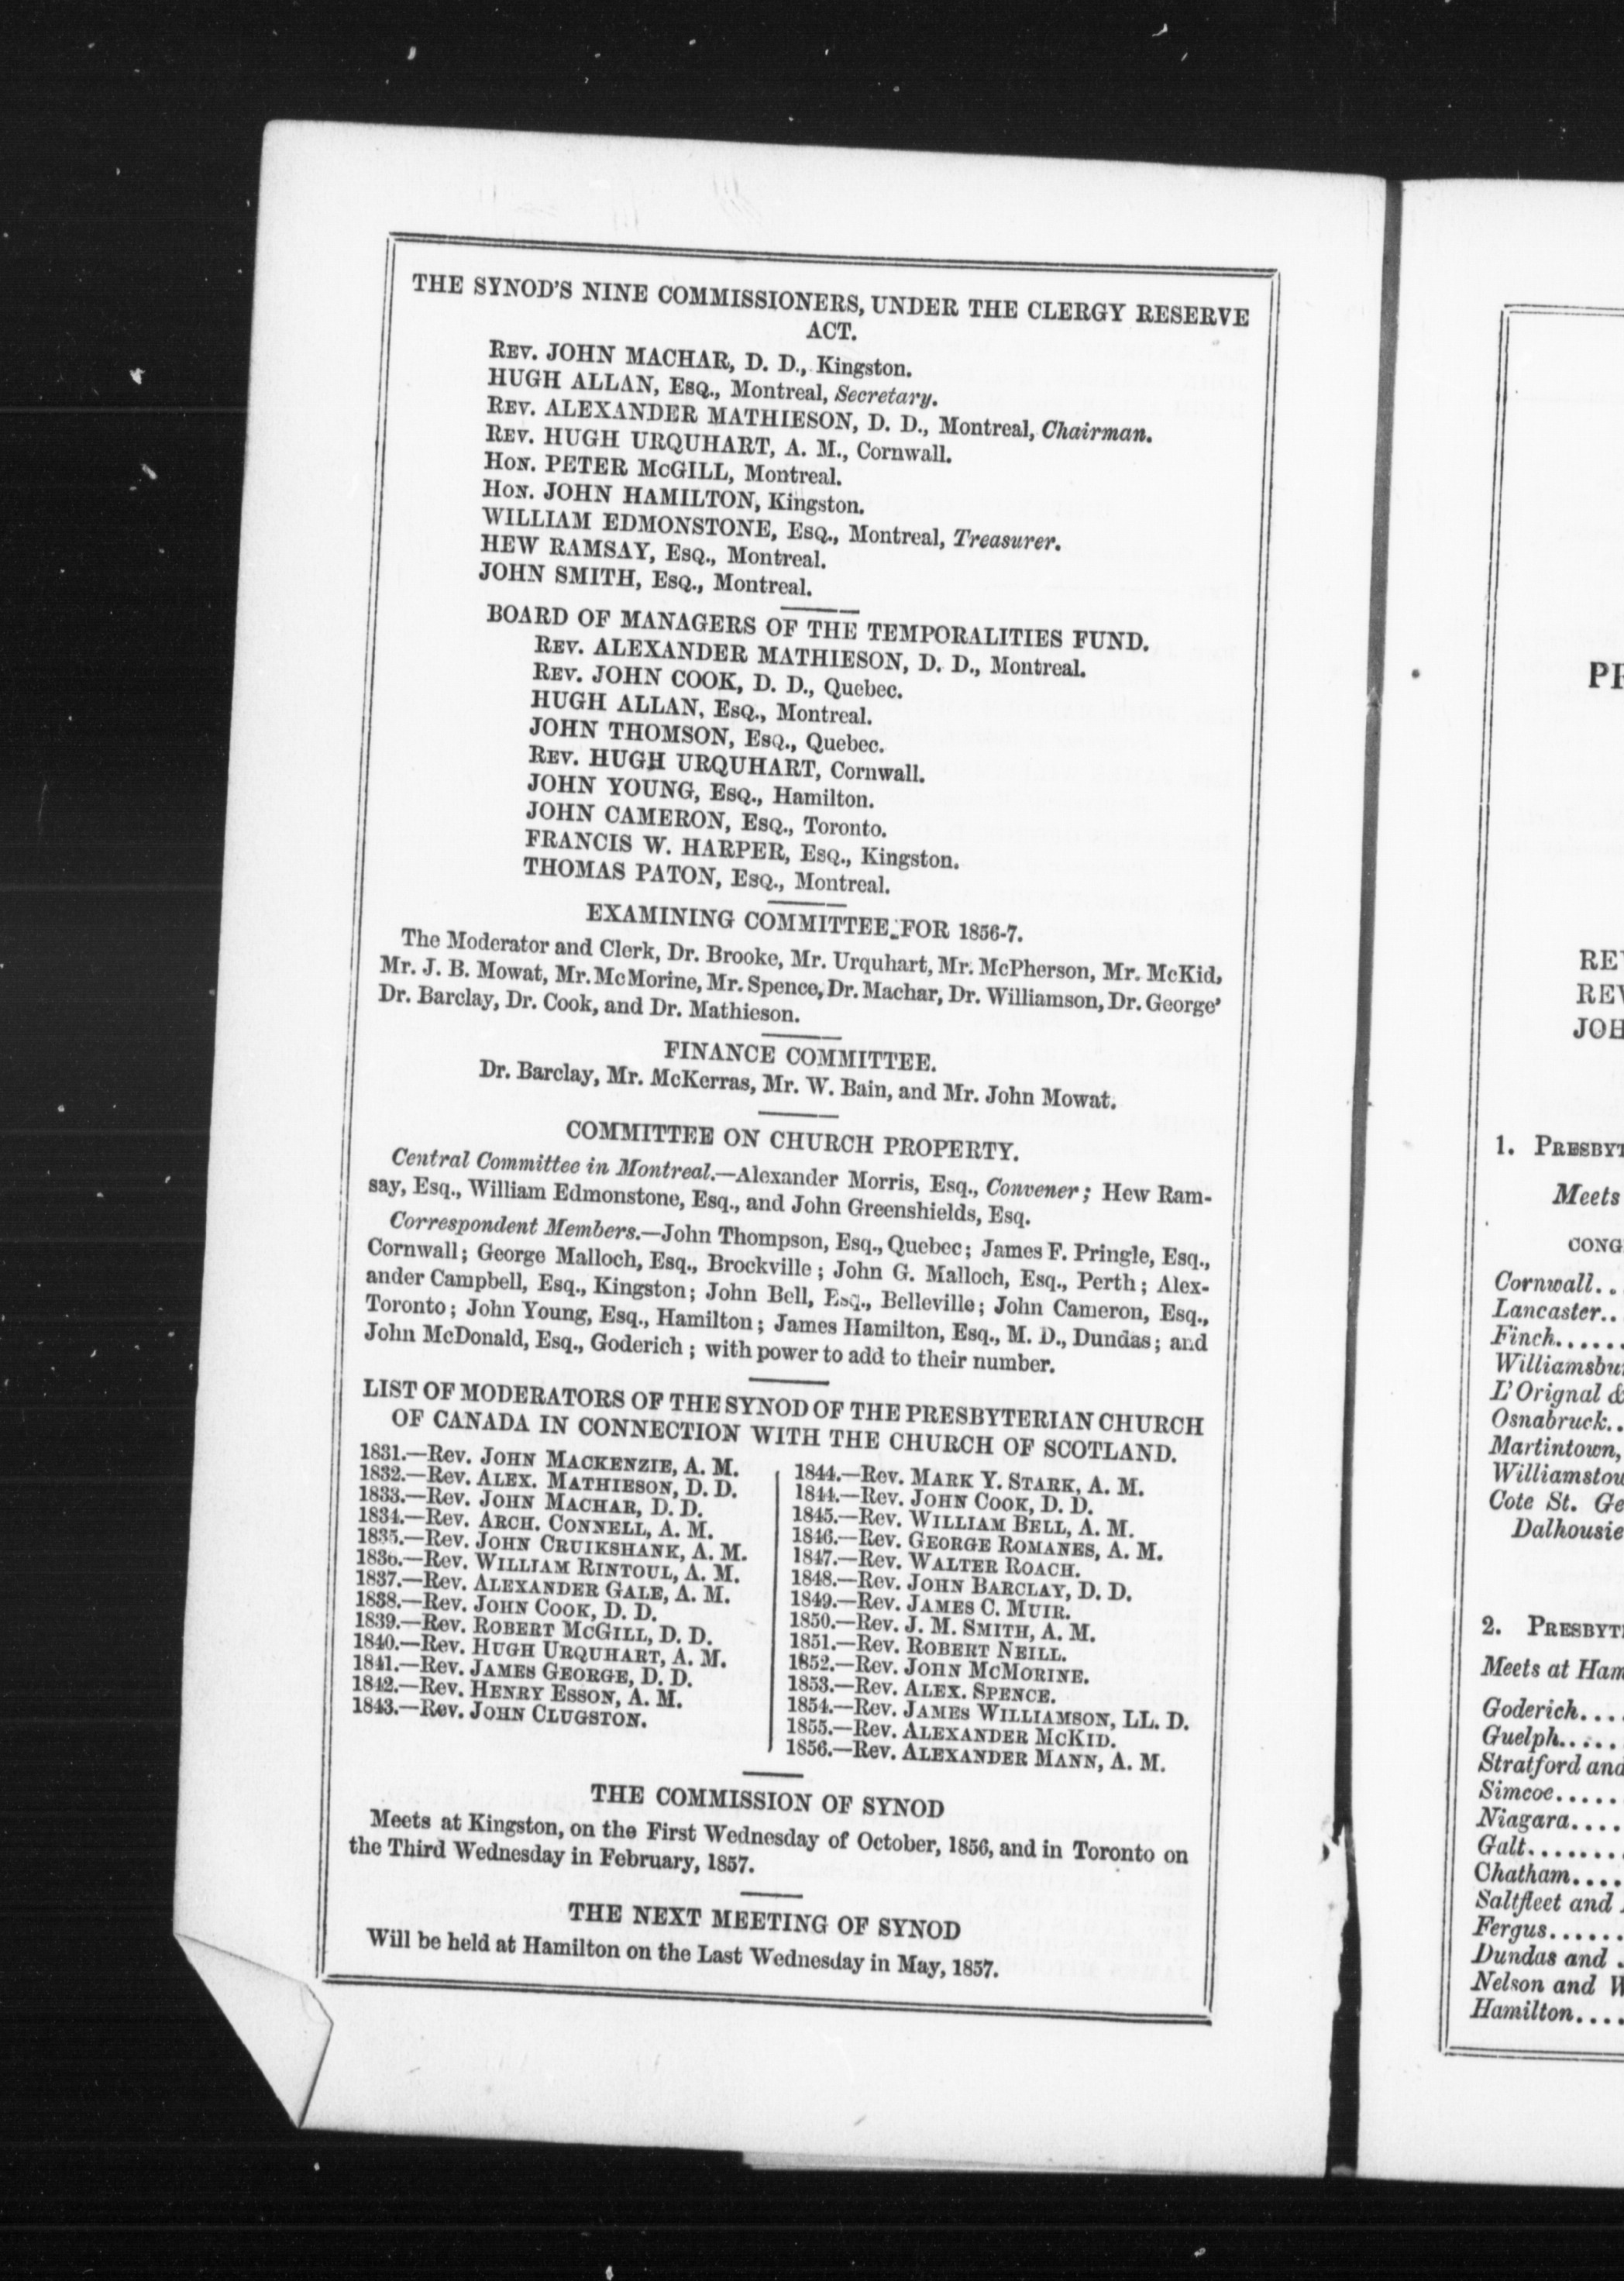 THE SYNOD'S NINE COMMISSIONERS, UNDER THE CLERGY RESERVE
ACT.
REV. JOHN MACHAR, D. D., Kingston.
HUGH ALLAN, ESQ., Montreal, Secretary.
REV. ALEXANDER MATHIESON, D. D., Montreal, Chairman.
REV. HUGH URQUHART, A. M., Cornwall.
HON. PETER McGILL, Montreal.
HON. JOHN HAMILTON, Kingston.
WILLIAM EDMONSTONE, ESQ., Montreal, Treasurer.
HEW RAMSAY, ESQ., Montreal.
JOHN SMITH, ESQ., Montreal.
BOARD OF MANAGERS OF THE TEMPORALITIES FUND.
REV. ALEXANDER MATHIESON, D. D., Montreal.
REV. JOHN COOK, D. D., Quebec.
HUGH ALLAN, ESQ., Montreal.
JOHN THOMSON, ESQ., Quebec.
REV. HUGH URQUHART, Cornwall.
JOHN YOUNG, ESQ., Hamilton.
JOHN CAMERON, ESQ., Toronto.
FRANCIS W. HARPER, ESQ., Kingston.
THOMAS PATON, ESQ., Montreal.
EXAMINING COMMITTEE FOR 1856-7.
The Moderator and Clerk, Dr. Brooke, Mr. Urquhart, Mr. McPherson, Mr. McKid,
Mr. J. B. Mowat, Mr. McMorine, Mr. Spence, Dr. Machar, Dr. Williamson, Dr. George'
Dr. Barclay, Dr. Cook, and Dr. Mathieson.
FINANCE COMMITTEE.
Dr. Barclay, Mr. McKerras, Mr. W. Bain, and Mr. John Mowat.
COMMITTEE ON CHURCH PROPERTY.
Central Committee in Montreal.—Alexander Morris, Esq., Convener; Hew Ram-
say, Esq., William Edmonstone, Esq., and John Greenshields, Esq.
Correspondent Members.—John Thompson, Esq., Quebec; James F. Pringle, Esq.,
Cornwall; George Malloch, Esq., Brockville; John G. Malloch, Esq., Perth; Alex-
ander Campbell, Esq., Kingston; John Bell, Esq., Belleville; John Cameron, Esq.,
Toronto; John Young, Esq., Hamilton; James Hamilton, Esq., M. D., Dundas; and
John McDonald, Esq., Goderich; with power to add to their number.
LIST OF MODERATORS OF THE SYNOD OF THE PRESBYTERIAN CHURCH
OF CANADA IN CONNECTION WITH THE CHURCH OF SCOTLAND.
1831.—Rev. JOHN MACKENZIE, A. M.
1832.—Rev. ALEX. MATHIESON, D. D.
1833.—Rev. JOHN MACHAR, D. D.
1834.—Rev. ARCH. CONNELL, A. M.
1835.—Rev. JOHN CRUIKSHANK, A. M.
1836.—Rev. WILLIAM RINTOUL, A. M.
1837.—Rev. ALEXANDER GALE, A. M.
1838.—Rev. JOHN COOK, D. D.
1839.—Rev. ROBERT McGILL, D. D.
1840.—Rev. HUGH URQUHART, A. M.
1841.—Rev. JAMES GEORGE, D. D.
1842.—Rev. HENRY ESSON, A. M.
1843.—Rev. JOHN CLUGSTON.
1844.—Rev. MARK Y. STARK, A. M.
1844.—Rev. JOHN COOK, D. D.
1845.—Rev. WILLIAM BELL, A. M.
1846.—Rev. GEORGE ROMANES, A. M.
1847.—Rev. WALTER ROACH.
1848.—Rev. JOHN BARCLAY, D. D.
1849.—Rev. JAMES C. MUIR.
1850.—Rev. J. M. SMITH, A. M.
1851.—Rev. ROBERT NEILL.
1852.—Rev. JOHN McMORINE.
1853.—Rev. ALEX. SPENCE.
1854.—Rev. JAMES WILLIAMSON, LL. D.
1855.—Rev. ALEXANDER McKID.
1856.—Rev. ALEXANDER MANN, A. M.
THE COMMISSION OF SYNOD
Meets at Kingston, on the First Wednesday of October, 1856, and in Toronto on
the Third Wednesday in February, 1857.
THE NEXT MEETING OF SYNOD
Will be held at Hamilton on the Last Wednesday in May, 1857.
JOH
1. PRESBYT
Meets
CONG
Cornwall..
Lancaster..
Finch......
Williamsbu
L'Orignal &
Osnabruck..
Martintown,
Williamstow
Cote St. Ge
Dalhousie
2. PRESBYT
Meets at Ham
Goderich....
Guelph.....
Stratford and
Simcoe.....
Niagara....
Galt.......
Chatham....
Saltfleet and
Fergus......
Dundas and
Nelson and W
Hamilton....